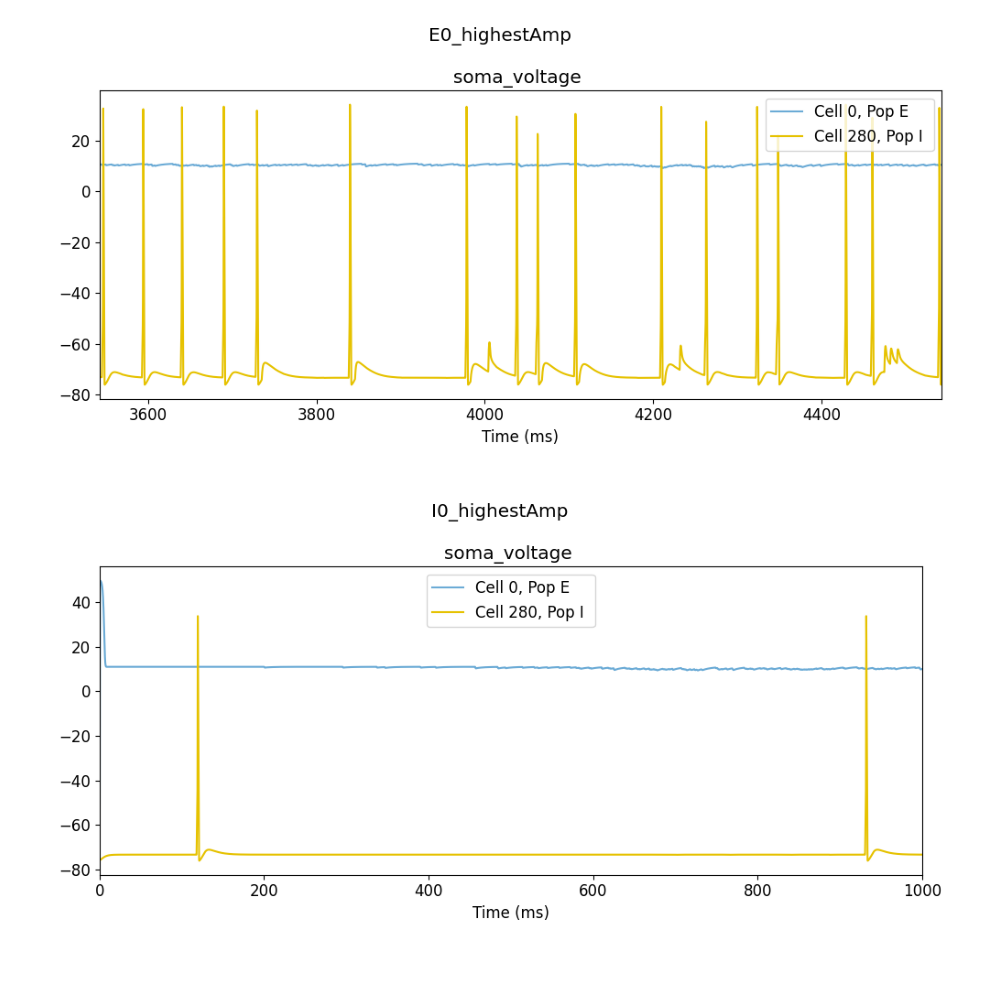 E0_highestAmp
soma_voltage
Cell 0, Pop E
Cell 280, Pop I
20
0
−20
−40
−60
−80
3600 3800 4000 4200 4400
Time (ms)
I0_highestAmp
soma_voltage
Cell 0, Pop E
Cell 280, Pop I
40
20
0
−20
−40
−60
−80
0 200 400 600 800 1000
Time (ms)